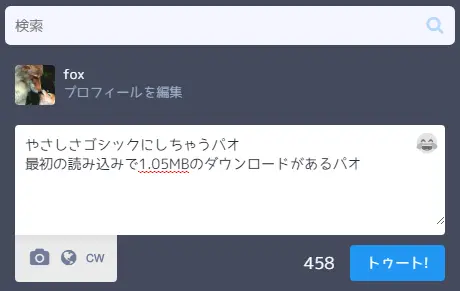 検索
fox
プロフィールを編集
やさしさゴシックにしちゃうパオ
最初の読み込みで1.05MBのダウンロードがあるパオ
CW
458
トゥート!